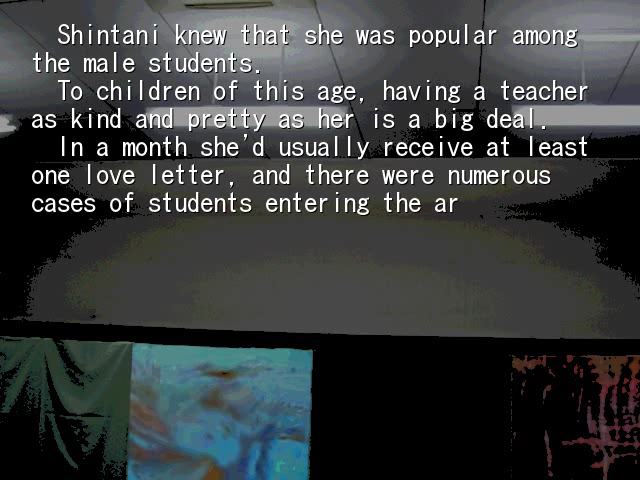 Shintani knew that she was popular among
the male students.
To children of this age, having a teacher
as kind and pretty as her is a big deal.
In a month she'd usually receive at least
one love letter, and there were numerous
cases of students entering the ar